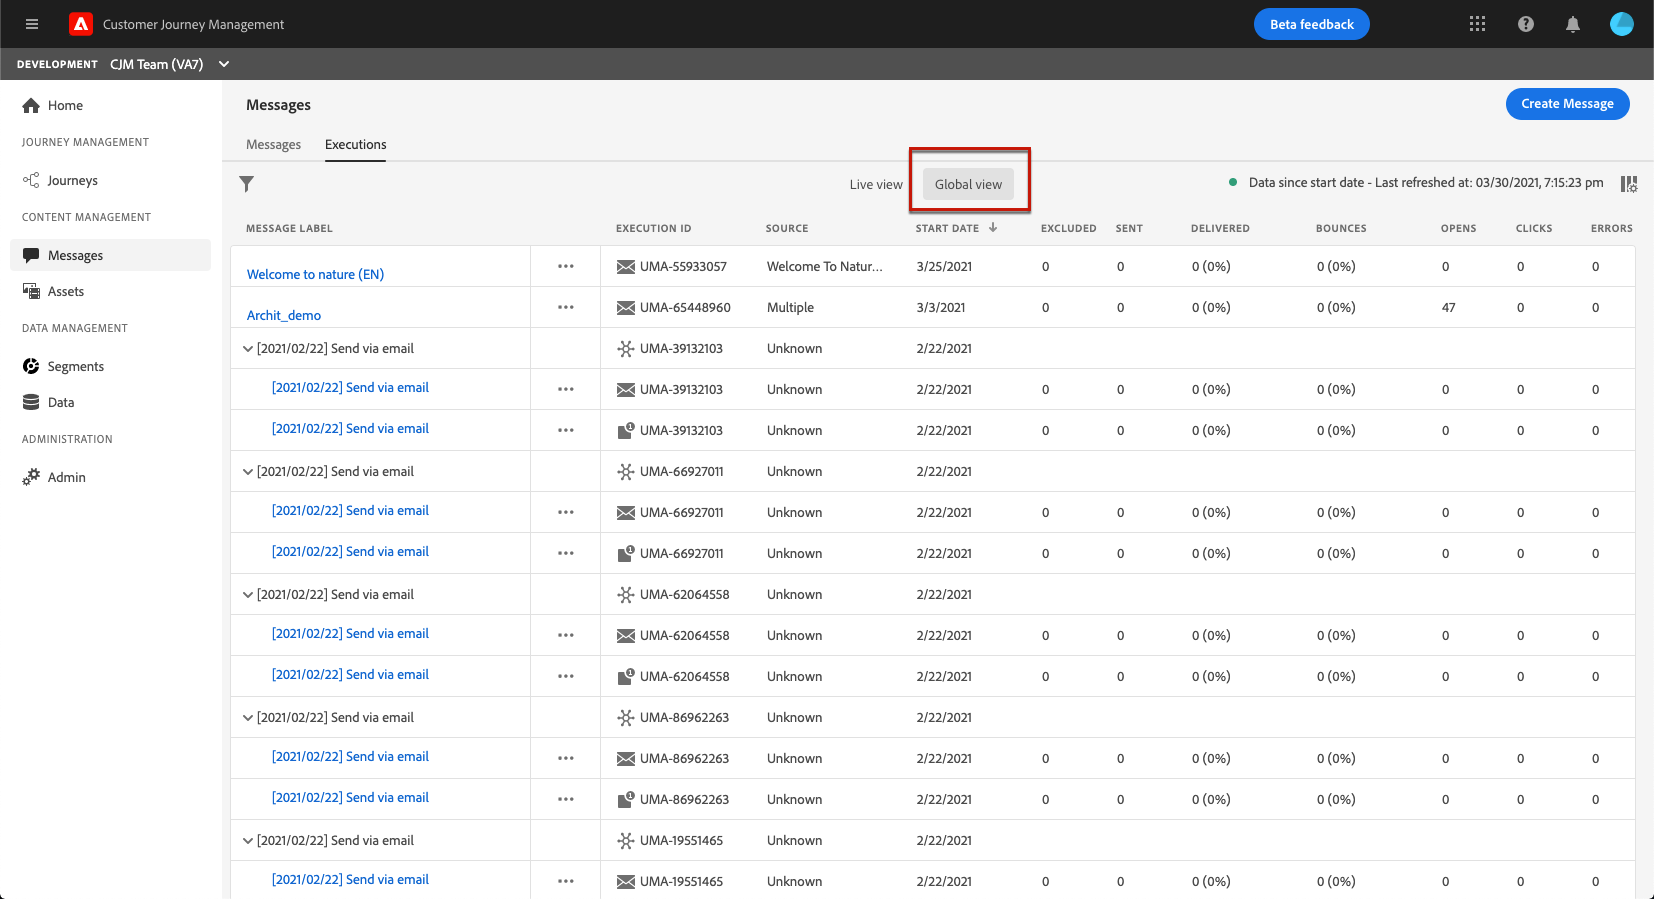 Customer Journey Management
Beta feedback
DEVELOPMENT CJM Team (VA7)
Home
JOURNEY MANAGEMENT
Journeys
CONTENT MANAGEMENT
Messages
Assets
DATA MANAGEMENT
Segments
Data
ADMINISTRATION
Admin
Messages
Create Message
Messages Executions
Live view Global view Data since start date - Last refreshed at: 03/30/2021, 7:15:23 pm
MESSAGE LABEL EXECUTION ID SOURCE START DATE EXCLUDED SENT DELIVERED BOUNCES OPENS CLICKS ERRORS
Welcome to nature (EN) UMA-55933057 Welcome To Natur... 3/25/2021 0 0 0 (0%) 0 (0%) 0 0 0
Archit_demo UMA-65448960 Multiple 3/3/2021 0 0 0 (0%) 0 (0%) 47 0 0
[2021/02/22] Send via email UMA-39132103 Unknown 2/22/2021
[2021/02/22] Send via email UMA-39132103 Unknown 2/22/2021 0 0 0 (0%) 0 (0%) 0 0 0
[2021/02/22] Send via email 1 UMA-39132103 Unknown 2/22/2021 0 0 0 (0%) 0 (0%) 0 0 0
[2021/02/22] Send via email UMA-66927011 Unknown 2/22/2021
[2021/02/22] Send via email UMA-66927011 Unknown 2/22/2021 0 0 0 (0%) 0 (0%) 0 0 0
[2021/02/22] Send via email 1 UMA-66927011 Unknown 2/22/2021 0 0 0 (0%) 0 (0%) 0 0 0
[2021/02/22] Send via email UMA-62064558 Unknown 2/22/2021
[2021/02/22] Send via email UMA-62064558 Unknown 2/22/2021 0 0 0 (0%) 0 (0%) 0 0 0
[2021/02/22] Send via email 1 UMA-62064558 Unknown 2/22/2021 0 0 0 (0%) 0 (0%) 0 0 0
[2021/02/22] Send via email UMA-86962263 Unknown 2/22/2021
[2021/02/22] Send via email UMA-86962263 Unknown 2/22/2021 0 0 0 (0%) 0 (0%) 0 0 0
[2021/02/22] Send via email 1 UMA-86962263 Unknown 2/22/2021 0 0 0 (0%) 0 (0%) 0 0 0
[2021/02/22] Send via email UMA-19551465 Unknown 2/22/2021
[2021/02/22] Send via email UMA-19551465 Unknown 2/22/2021 0 0 0 (0%) 0 (0%) 0 0 0